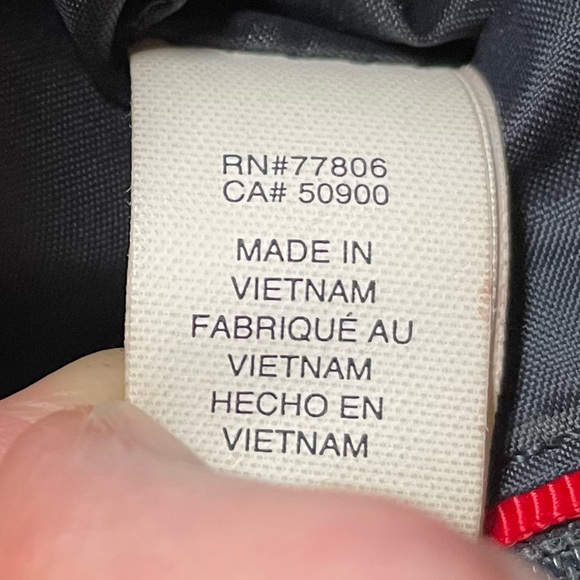 RN#77806
CA# 50900
MADE IN
VIETNAM
FABRIQUÉ AU
VIETNAM
HECHO EN
VIETNAM